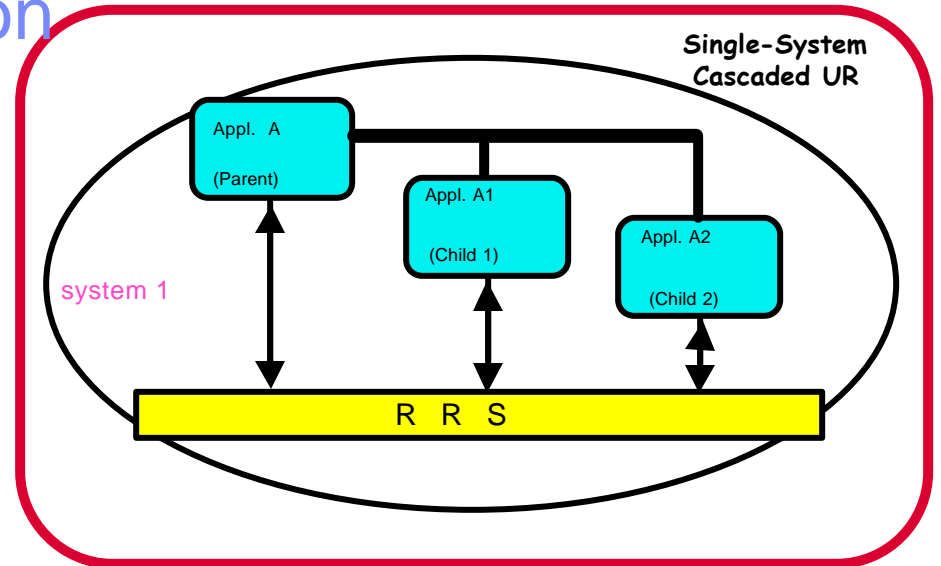 on
Single-System
Cascaded UR
Appl. A
(Parent)
Appl. A1
(Child 1)
Appl. A2
(Child 2)
system 1
R R S